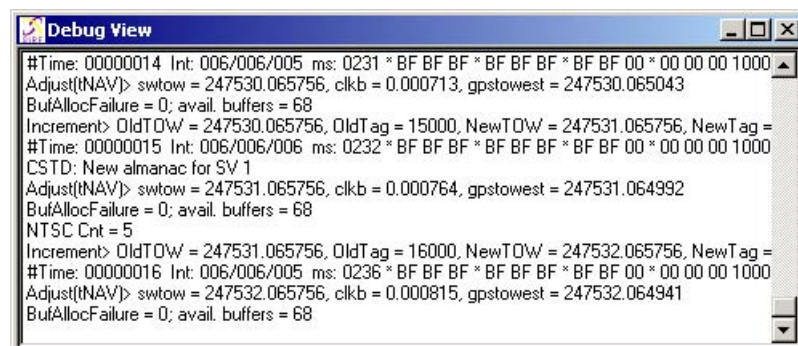 Debug View
#Time: 00000014 Int: 006/006/005 ms: 0231 * BF BF BF * BF BF BF * BF BF 00 * 00 00 00 1000
Adjust(tNAV)> swtow = 247530.065756, clkb = 0.000713, gpstowest = 247530.065043
BufAllocFailure = 0; avail. buffers = 68
Increment> OldTOW = 247530.065756, OldTag = 15000, NewTOW = 247531.065756, NewTag =
#Time: 00000015 Int: 006/006/006 ms: 0232 * BF BF BF * BF BF BF * BF BF 00 * 00 00 00 1000
CSTD: New almanac for SV 1
Adjust(tNAV)> swtow = 247531.065756, clkb = 0.000764, gpstowest = 247531.064992
BufAllocFailure = 0; avail. buffers = 68
NTSC Cnt = 5
Increment> OldTOW = 247531.065756, OldTag = 16000, NewTOW = 247532.065756, NewTag =
#Time: 00000016 Int: 006/006/005 ms: 0236 * BF BF BF * BF BF BF * BF BF 00 * 00 00 00 1000
Adjust(tNAV)> swtow = 247532.065756, clkb = 0.000815, gpstowest = 247532.064941
BufAllocFailure = 0; avail. buffers = 68